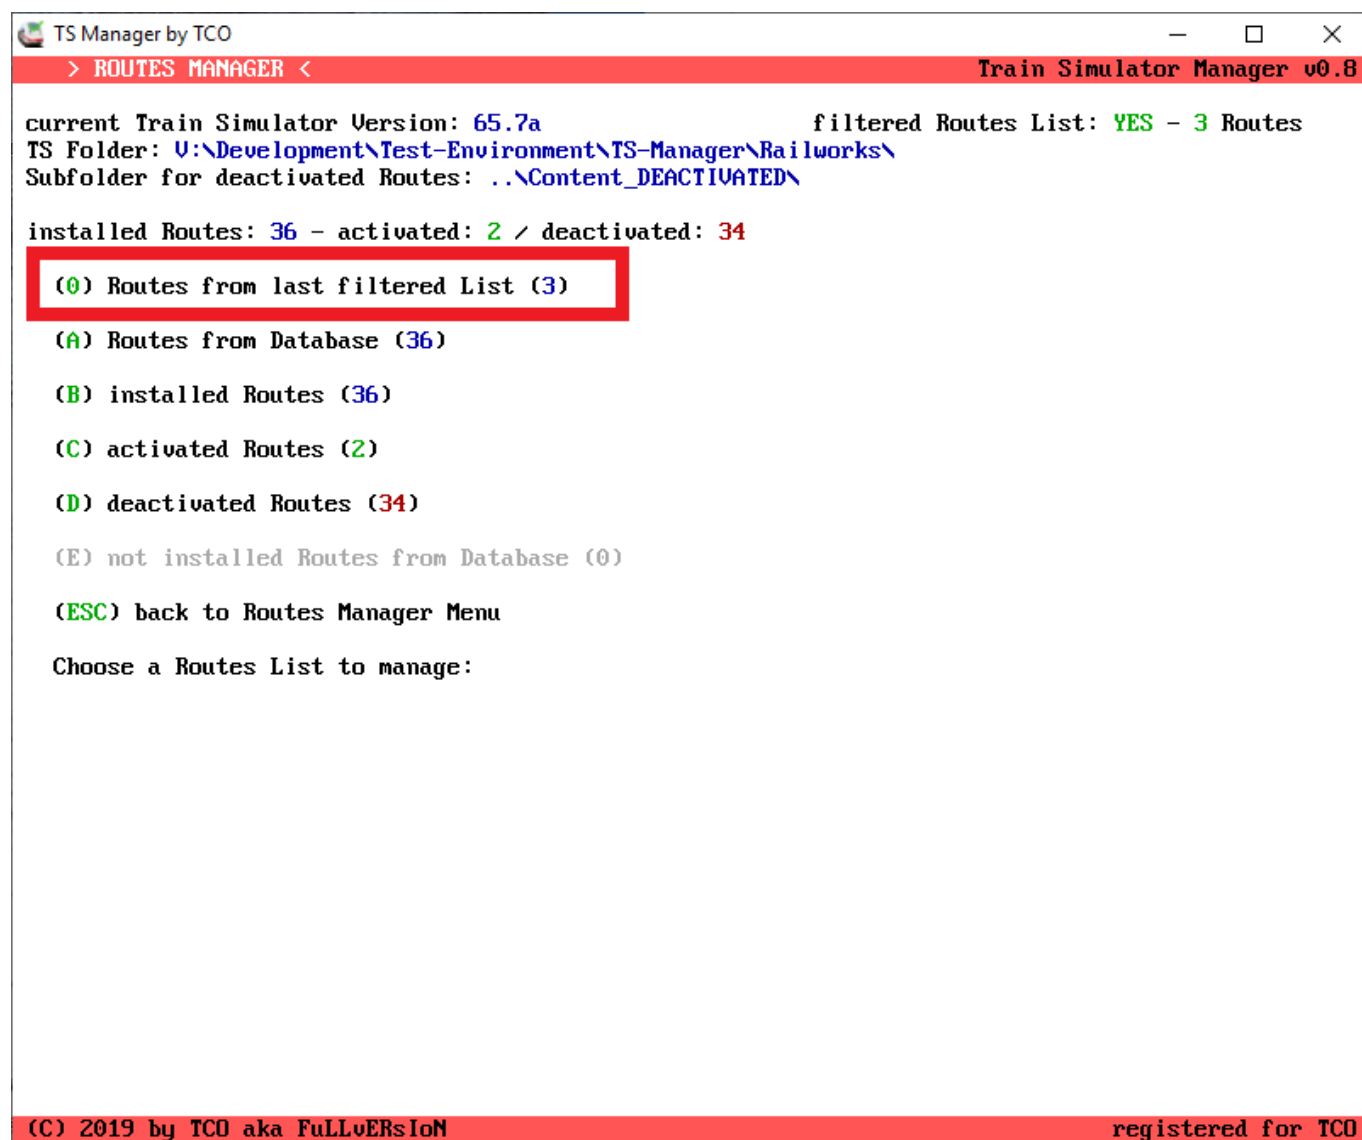 TS Manager by TCO
> ROUTES MANAGER < Train Simulator Manager v0.8
current Train Simulator Version: 65.7a filtered Routes List: YES - 3 Routes
TS Folder: V:\Development\Test-Environment\TS-Manager\Railworks\
Subfolder for deactivated Routes: ..\Content_DEACTIVATED\
installed Routes: 36 - activated: 2 / deactivated: 34
(0) Routes from last filtered List (3)
(A) Routes from Database (36)
(B) installed Routes (36)
(C) activated Routes (2)
(D) deactivated Routes (34)
(E) not installed Routes from Database (0)
(ESC) back to Routes Manager Menu
Choose a Routes List to manage:
(C) 2019 by TCO aka FuLLvERsIoN registered for TCO